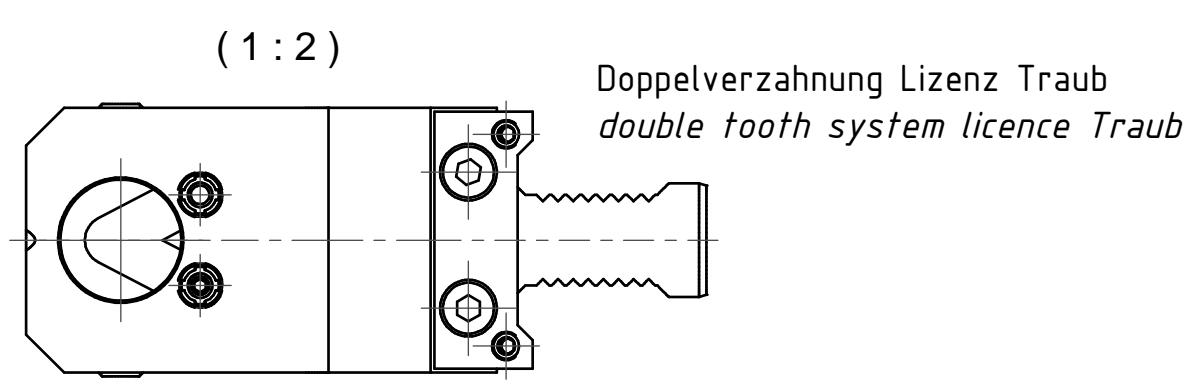 (1:2)
Doppelverzahnung Lizenz Traub
double tooth system licence Traub